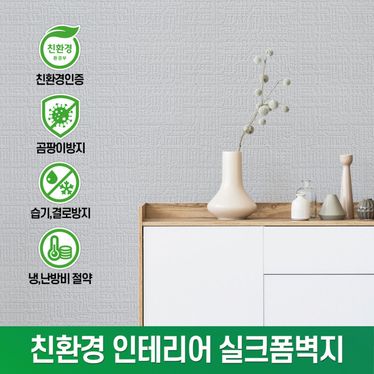 친환경
환경부
친환경인증
곰팡이방지
습기,결로방지
냉,난방비 절약
친환경 인테리어 실크폼벽지